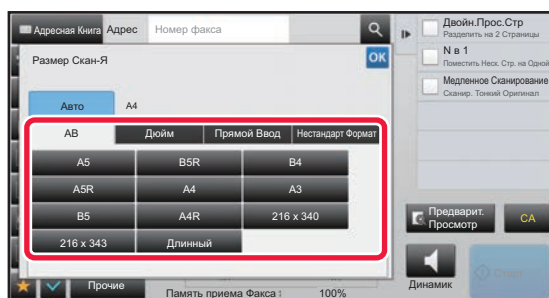 Адресная Книга Адрес Номер факса
Размер Скан-Я OK
Авто A4
AB Дюйм Прямой Ввод Нестандарт Формат
A5 B5R B4
A5R A4 A3
B5 A4R 216 x 340
216 x 343 Длинный
Прочие
Память приема Факса : 100%
Двойн.Прос.Стр
Разделить на 2 Страницы
N в 1
Поместить Неск. Стр. на Одной
Медленное Сканирование
Сканир. Тонкий Оригинал
Предварит.
Просмотр
CA
Динамик
Старт